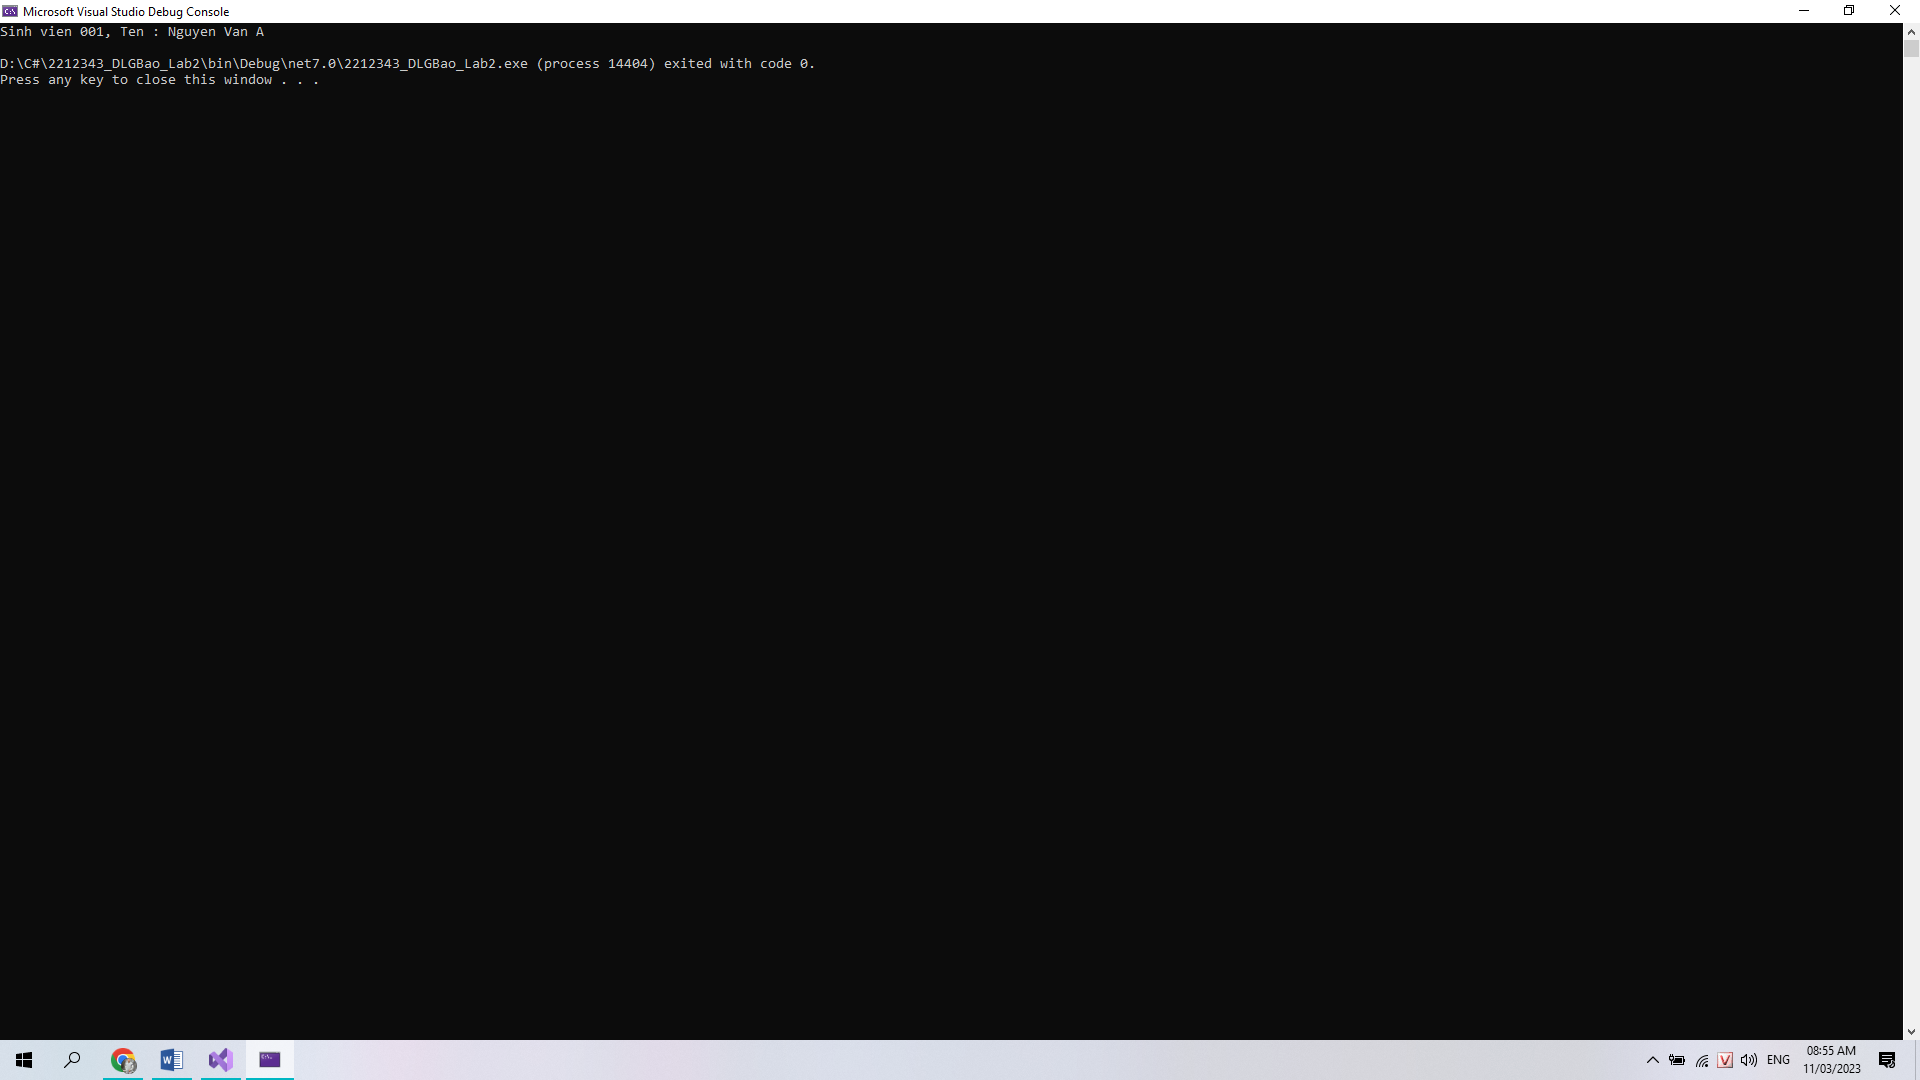 Microsoft Visual Studio Debug Console
Sinh vien 001, Ten : Nguyen Van A
D:\C#\2212343_DLGBao_Lab2\bin\Debug\net7.0\2212343_DLGBao_Lab2.exe (process 14404) exited with code 0.
Press any key to close this window . . .
ENG
08:55 AM
11/03/2023